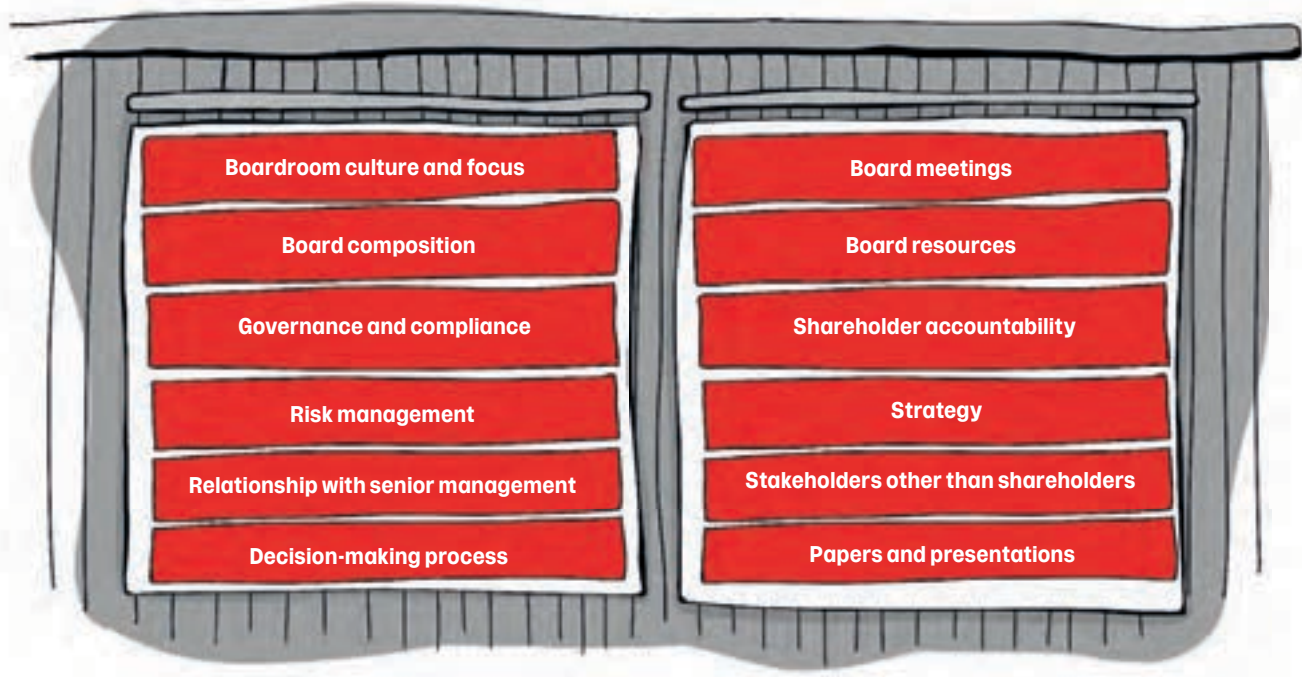 Boardroom culture and focus
Board composition
Governance and compliance
Risk management
Relationship with senior management
Decision-making process
Board meetings
Board resources
Shareholder accountability
Strategy
Stakeholders other than shareholders
Papers and presentations